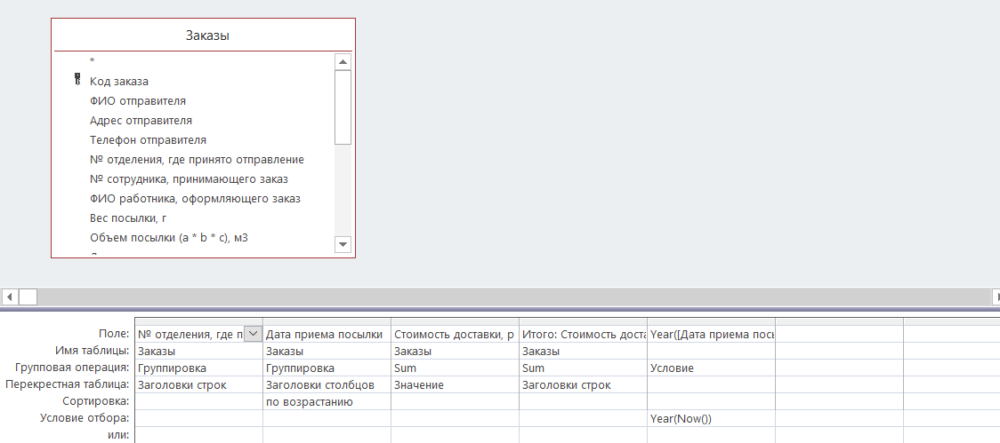 Заказы
*
Код заказа
ФИО отправителя
Адрес отправителя
Телефон отправителя
№ отделения, где принято отправление
№ сотрудника, принимающего заказ
ФИО работника, оформляющего заказ
Вес посылки, г
Объем посылки (a * b * c), м3
Поле: № отделения, где п Дата приема посылки Стоимость доставки, р Итого: Стоимость доста Year([Дата приема посы
Имя таблицы: Заказы Заказы Заказы Заказы
Групповая операция: Группировка Группировка Sum Sum Условие
Перекрестная таблица: Заголовки строк Заголовки столбцов Значение Заголовки строк
Сортировка: по возрастанию
Условие отбора: Year(Now())
или: